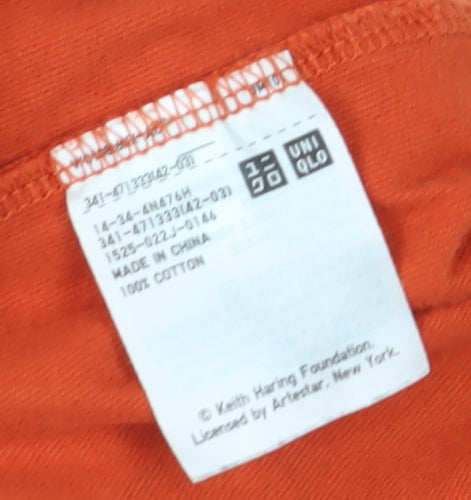 341-471333(42-03)
ユニ
クロ
UNI
QLO
14-34-4N476H
341-471333(42-03)
1525-022J-0146
MADE IN CHINA
100% COTTON
© Keith Haring Foundation.
Licensed by Artestar, New York.